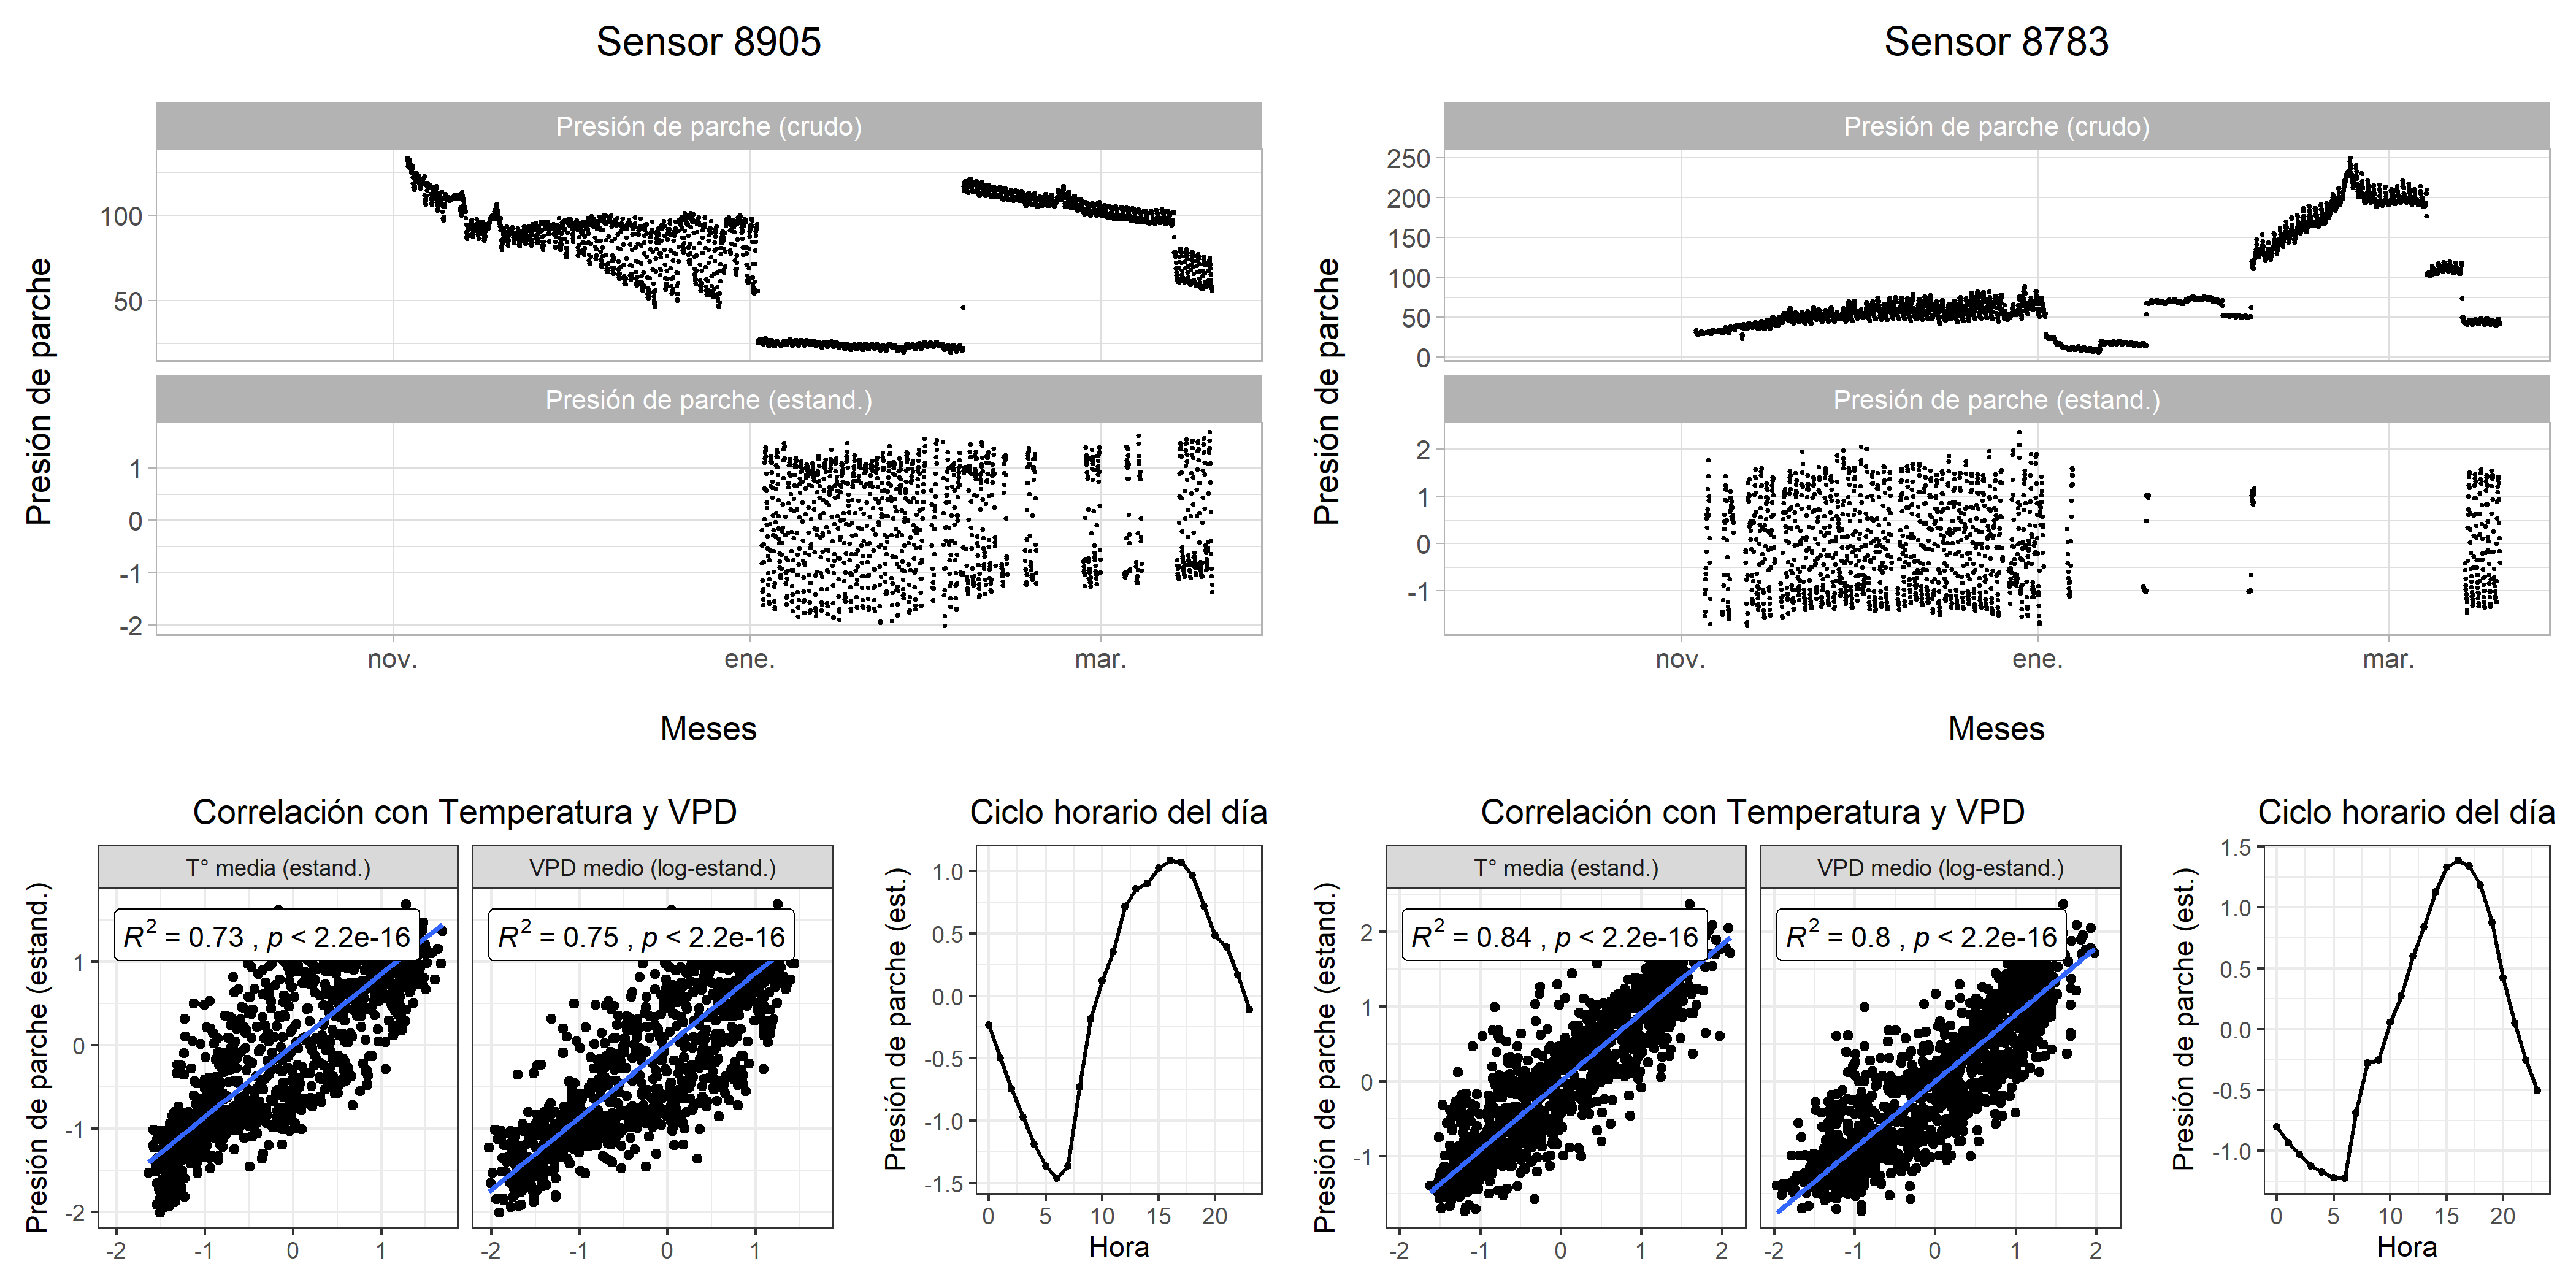 Sensor 8905
Presión de parche (crudo)
100
50
Presión de parche (estand.)
1
0
-1
-2
Presión de parche
nov.
ene.
mar.
Meses
Correlación con Temperatura y VPD
T° media (estand.)
VPD medio (log-estand.)
R² = 0.73 , p < 2.2e-16
R² = 0.75 , p < 2.2e-16
Presión de parche (estand.)
1
0
-1
-2
-2
-1
0
1
-2
-1
0
1
Ciclo horario del día
Presión de parche (est.)
1.0
0.5
0.0
-0.5
-1.0
-1.5
0
5
10
15
20
Hora
Sensor 8783
Presión de parche (crudo)
250
200
150
100
50
0
Presión de parche (estand.)
2
1
0
-1
Presión de parche
nov.
ene.
mar.
Meses
Correlación con Temperatura y VPD
T° media (estand.)
VPD medio (log-estand.)
R² = 0.84 , p < 2.2e-16
R² = 0.8 , p < 2.2e-16
Presión de parche (estand.)
2
1
0
-1
-2
-1
0
1
2
-2
-1
0
1
2
Ciclo horario del día
Presión de parche (est.)
1.5
1.0
0.5
0.0
-0.5
-1.0
0
5
10
15
20
Hora